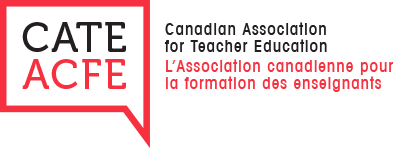 CATE
ACFE
Canadian Association
for Teacher Education
L'Association canadienne pour
la formation des enseignants